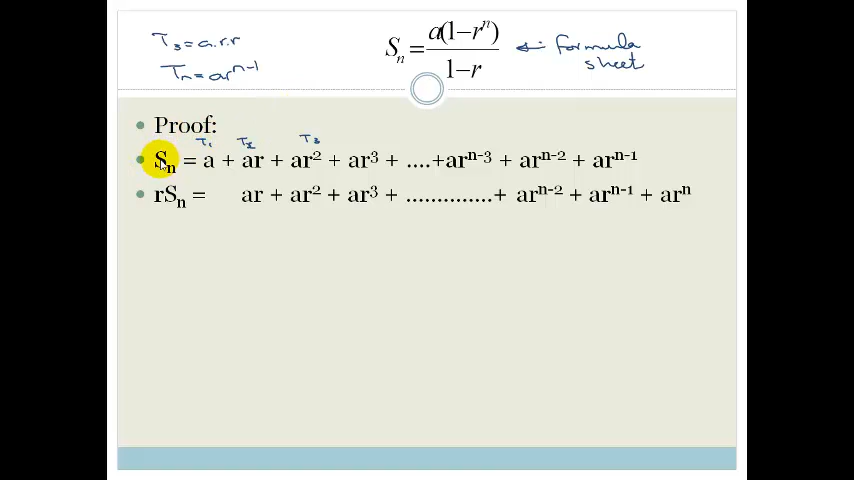 T₃ = a.r.r
Tₙ = arⁿ⁻¹
Sₙ = a(1−rⁿ) / 1−r
← formula sheet
Proof:
T₁ T₂ T₃
Sₙ = a + ar + ar² + ar³ + ....+arⁿ⁻³ + arⁿ⁻² + arⁿ⁻¹
rSₙ = ar + ar² + ar³ + ..............+ arⁿ⁻² + arⁿ⁻¹ + arⁿ